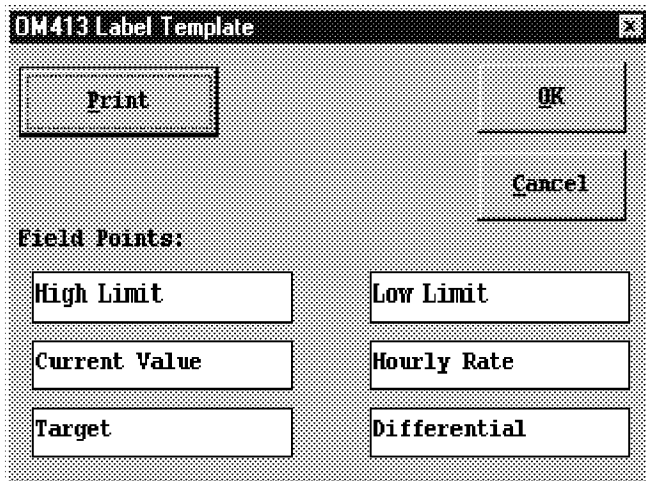 OM413 Label Template
Print
OK
Cancel
Field Points:
High Limit
Low Limit
Current Value
Hourly Rate
Target
Differential